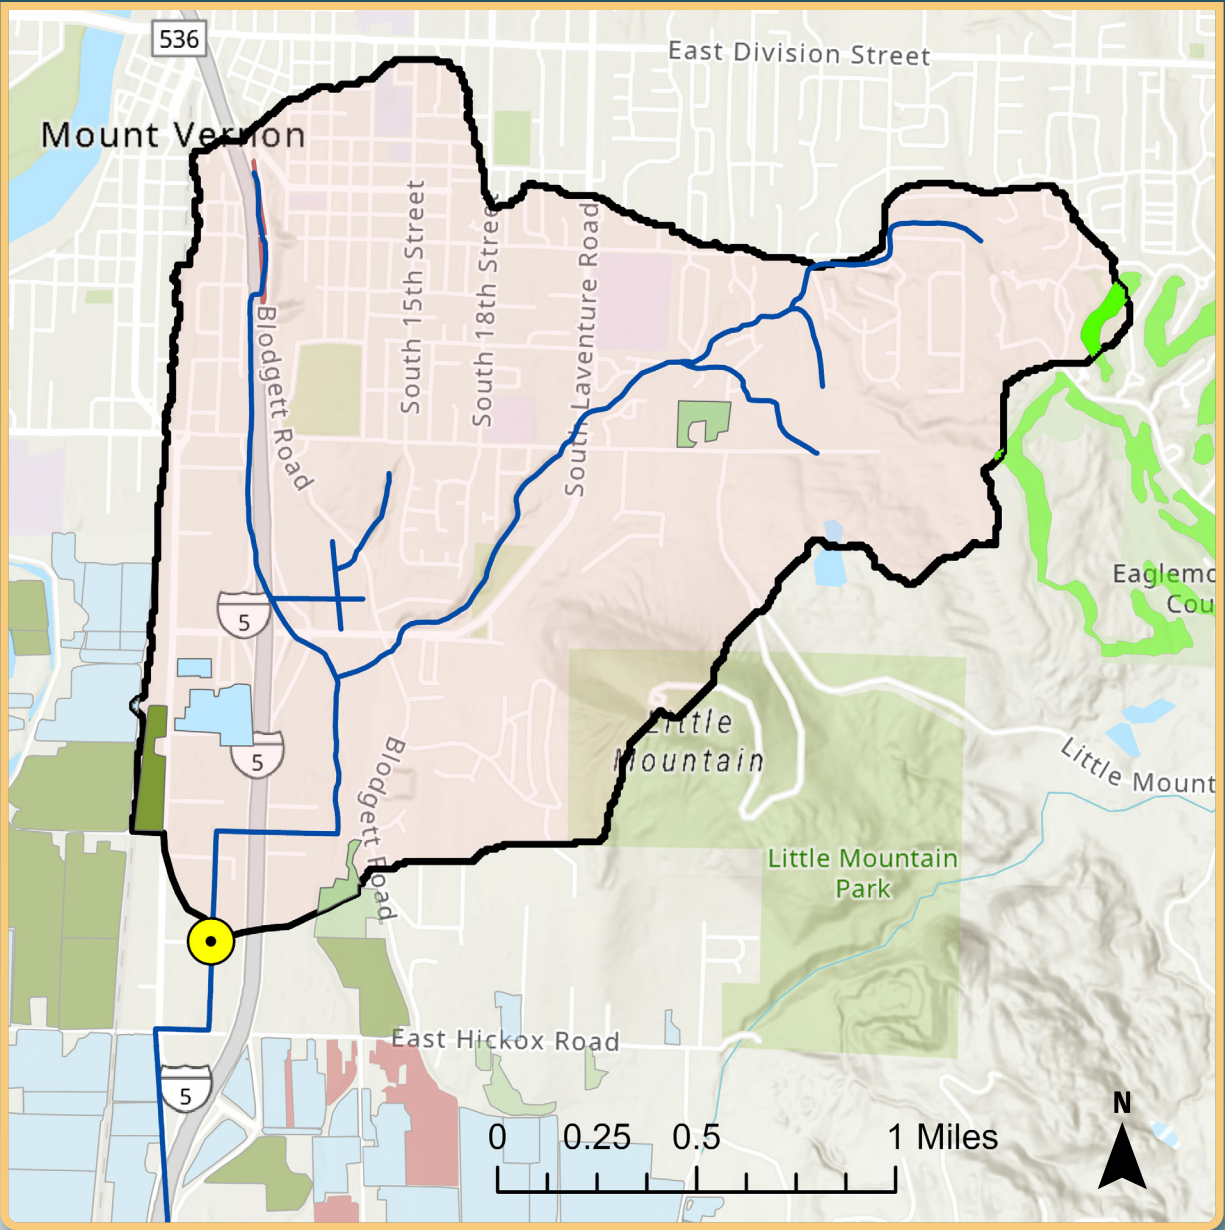 536
East Division Street
Mount Vernon
South 15th Street
South 18th Street
South Laventure Road
Blodgett Road
Eaglemo
Cou
5
Little
Mountain
5
Blodgett Road
Little Mount
Little Mountain
Park
East Hickox Road
5
N
0 0.25 0.5 1 Miles